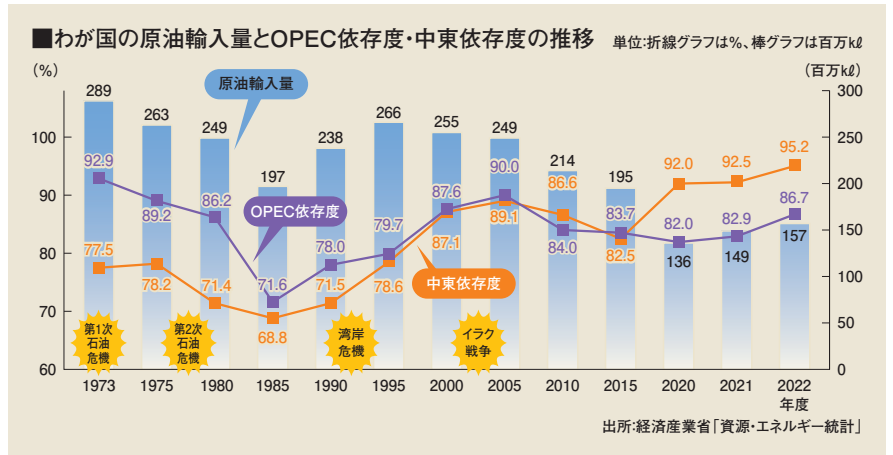 ■わが国の原油輸入量とOPEC依存度・中東依存度の推移 単位:折線グラフは%、棒グラフは百万kℓ
(%)
(百万kℓ)
原油輸入量
OPEC依存度
中東依存度
100
90
80
70
60
300
250
200
150
100
50
0
289
263
249
197
238
266
255
249
214
195
136
149
157
92.9
89.2
86.2
71.6
78.0
79.7
87.6
90.0
84.0
83.7
82.0
82.9
86.7
77.5
78.2
71.4
68.8
71.5
78.6
87.1
89.1
86.6
82.5
92.0
92.5
95.2
第1次
石油
危機
第2次
石油
危機
湾岸
危機
イラク
戦争
1973 1975 1980 1985 1990 1995 2000 2005 2010 2015 2020 2021 2022
年度
出所:経済産業省「資源・エネルギー統計」